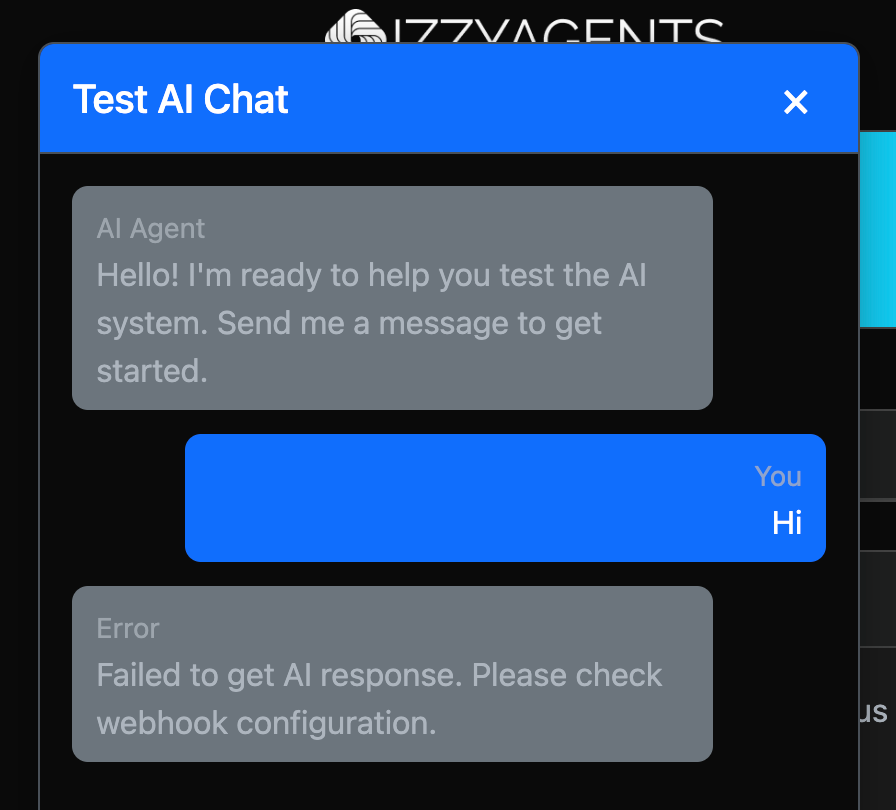 IZZYAGENTS
Test AI Chat
×
AI Agent
Hello! I'm ready to help you test the AI
system. Send me a message to get
started.
You
Hi
Error
Failed to get AI response. Please check
webhook configuration.